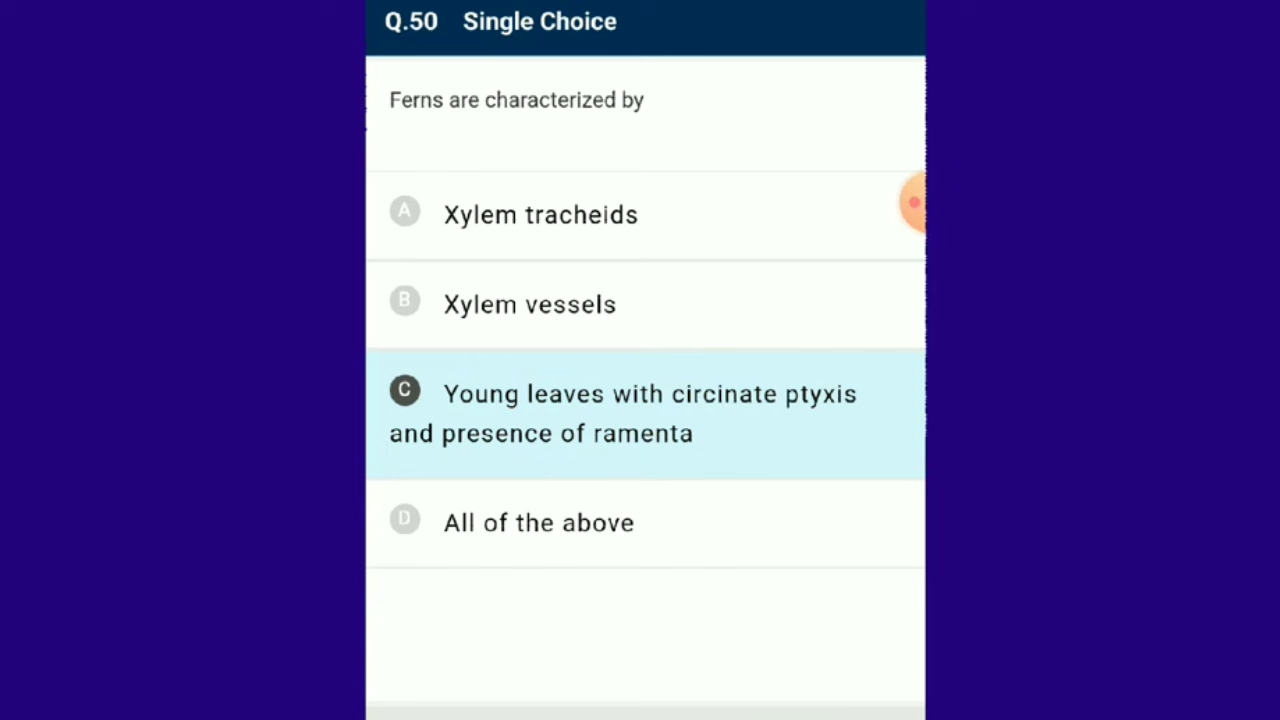 Q.50 Single Choice
Ferns are characterized by
A Xylem tracheids
B Xylem vessels
C Young leaves with circinate ptyxis
and presence of ramenta
D All of the above